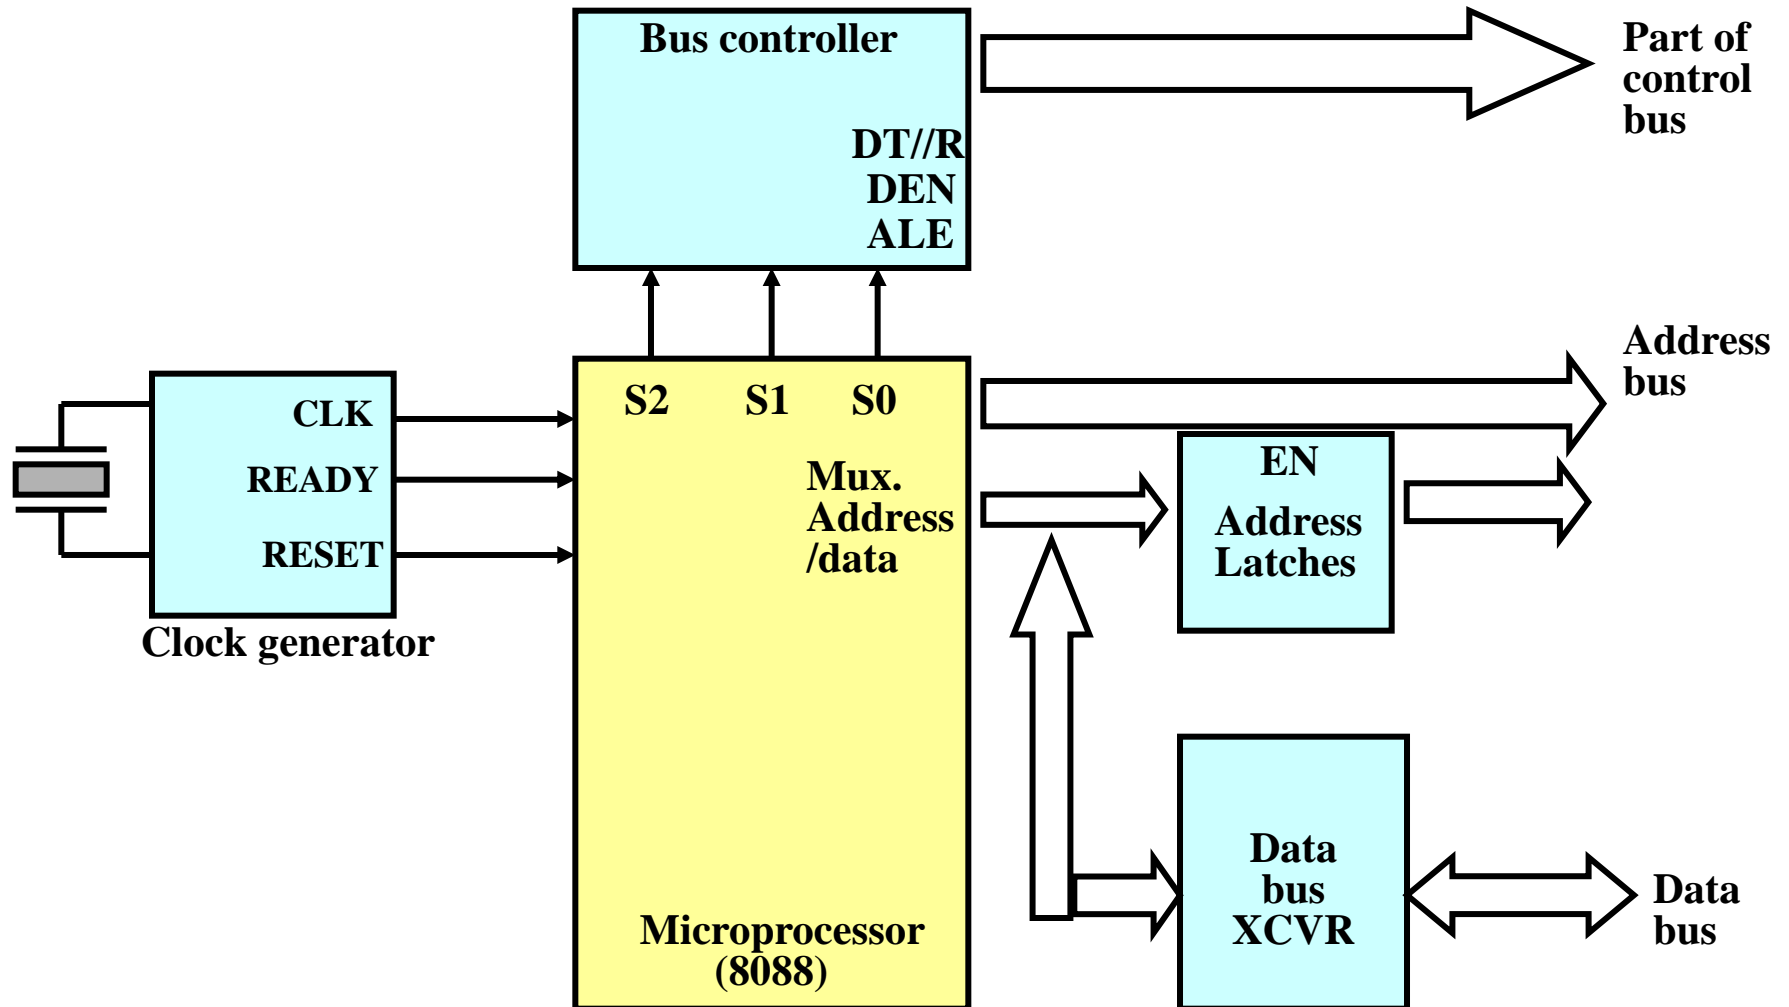 Bus controller
DT//R
DEN
ALE
Part of
control
bus
Address
bus
S2 S1 S0
CLK
READY
RESET
Clock generator
Mux.
Address
/data
EN
Address
Latches
Microprocessor
(8088)
Data
bus
XCVR
Data
bus